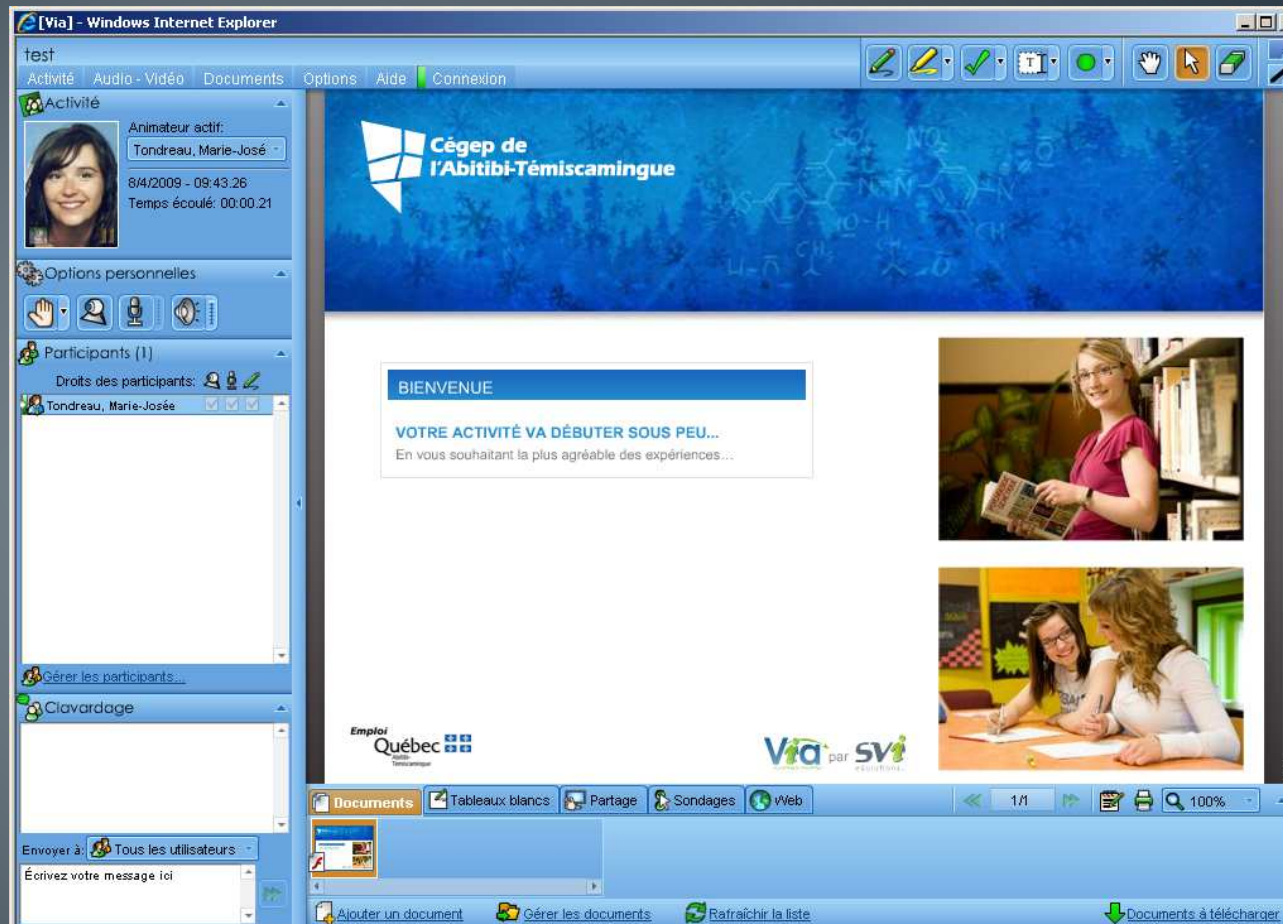 [Via] - Windows Internet Explorer
test
Activité Audio - Vidéo Documents Options Aide Connexion
Activité
Animateur actif:
Tondreau, Marie-José
8/4/2009 - 09:43.26
Temps écoulé: 00:00.21
Options personnelles
Participants (1)
Droits des participants:
Tondreau, Marie-Josée
Gérer les participants...
Clavardage
Envoyer à: Tous les utilisateurs
Écrivez votre message ici
Cégep de
l'Abitibi-Témiscamingue
BIENVENUE
VOTRE ACTIVITÉ VA DÉBUTER SOUS PEU...
En vous souhaitant la plus agréable des expériences...
Emploi
Québec
Abitibi-
Témiscamingue
Via par SVi
Documents Tableaux blancs Partage Sondages Web
1/1 100%
Ajouter un document Gérer les documents Rafraîchir la liste Documents à télécharger